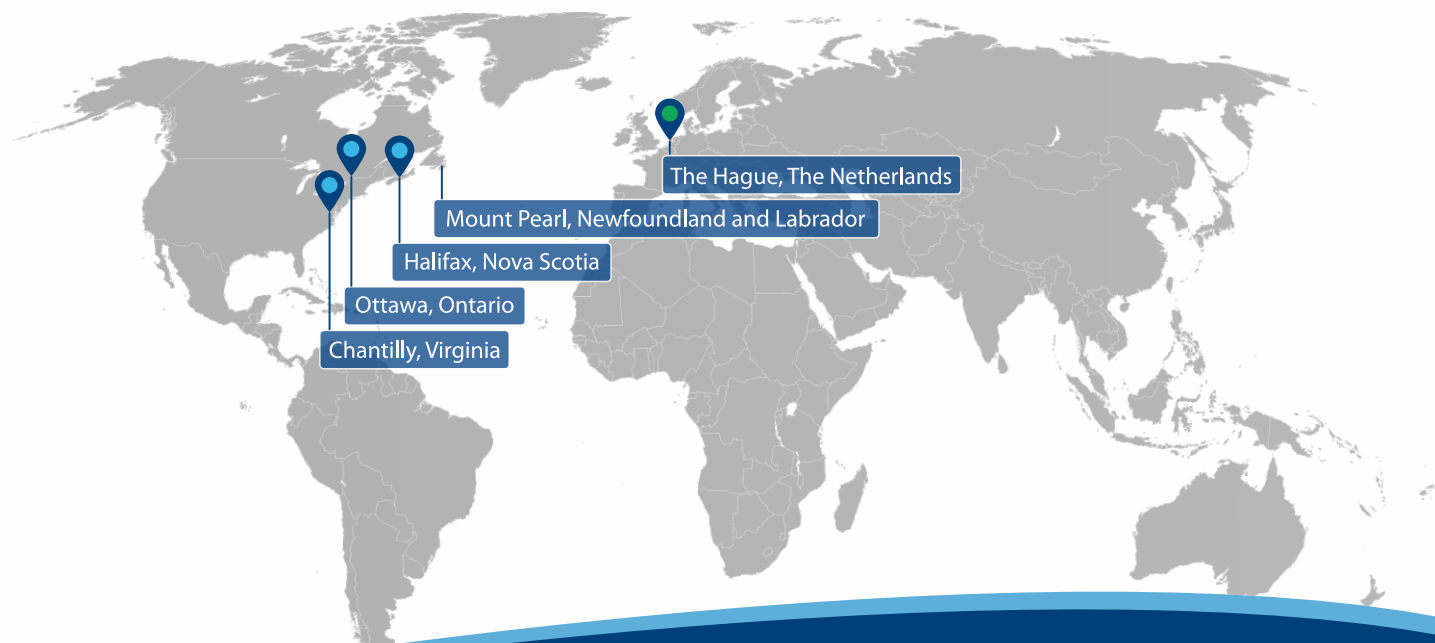 The Hague, The Netherlands
Mount Pearl, Newfoundland and Labrador
Halifax, Nova Scotia
Ottawa, Ontario
Chantilly, Virginia